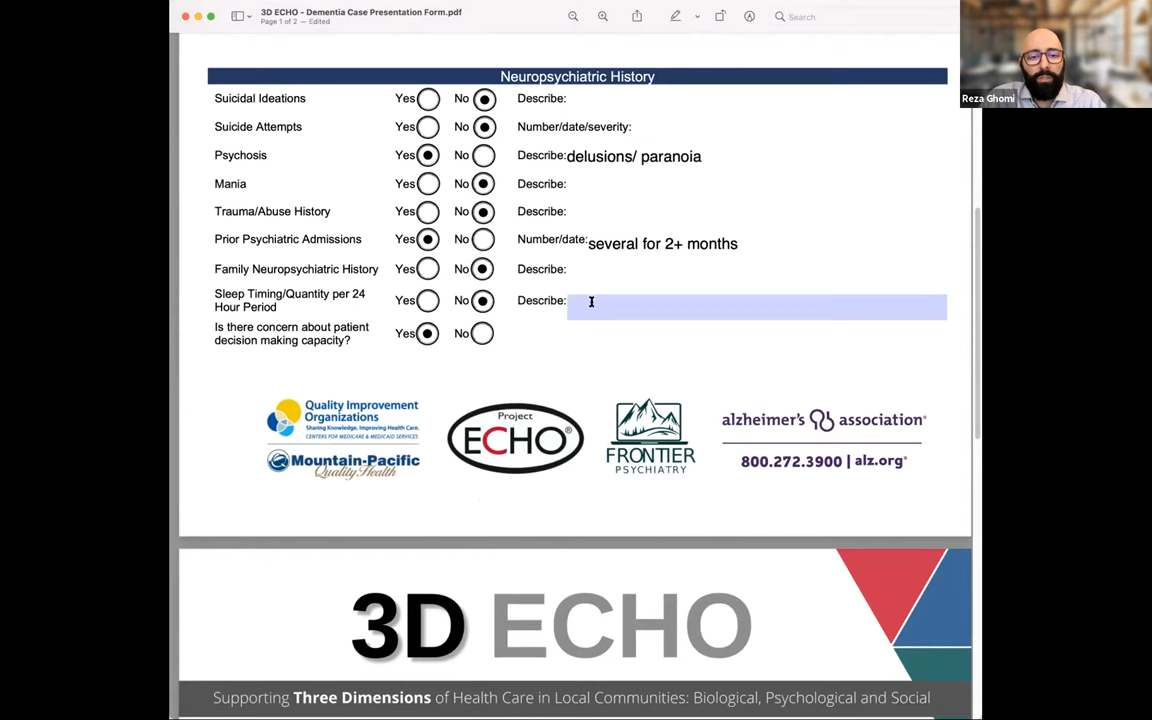 3D ECHO - Dementia Case Presentation Form.pdf
Page 1 of 2 — Edited
Search
Reza Ghomi
Neuropsychiatric History
Suicidal Ideations Yes No Describe:
Suicide Attempts Yes No Number/date/severity:
Psychosis Yes No Describe: delusions/ paranoia
Mania Yes No Describe:
Trauma/Abuse History Yes No Describe:
Prior Psychiatric Admissions Yes No Number/date: several for 2+ months
Family Neuropsychiatric History Yes No Describe:
Sleep Timing/Quantity per 24
Hour Period Yes No Describe:
Is there concern about patient
decision making capacity? Yes No
Quality Improvement
Organizations
Sharing Knowledge. Improving Health Care.
CENTERS FOR MEDICARE & MEDICAID SERVICES
Mountain-Pacific
Quality Health
Project
ECHO®
FRONTIER
PSYCHIATRY
alzheimer's association®
800.272.3900 | alz.org®
3D ECHO
Supporting Three Dimensions of Health Care in Local Communities: Biological, Psychological and Social